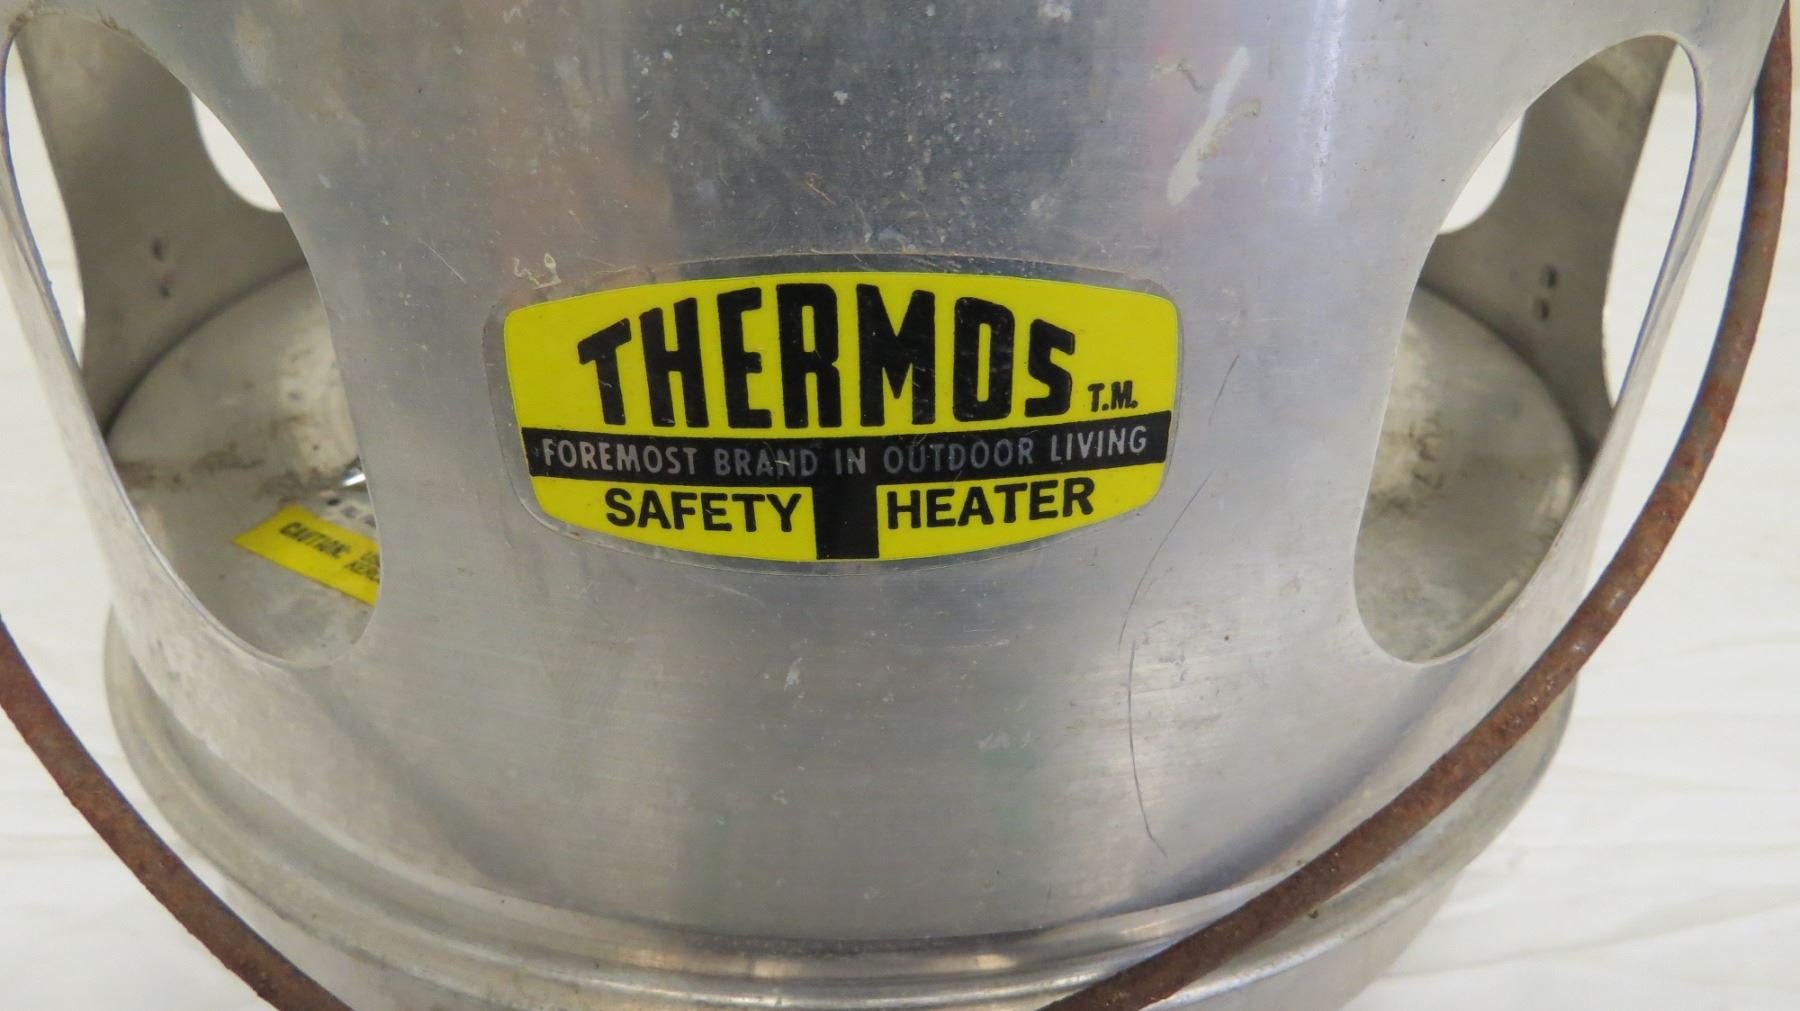 THERMOS T.M.
FOREMOST BRAND IN OUTDOOR LIVING
SAFETY HEATER
CAUTION: